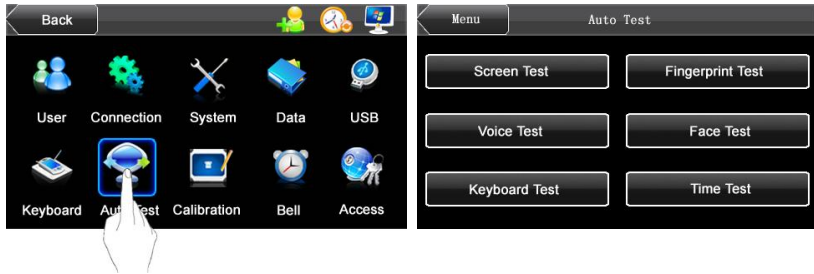 Back
User Connection System Data USB
Keyboard Auto Test Calibration Bell Access
Menu Auto Test
Screen Test Fingerprint Test
Voice Test Face Test
Keyboard Test Time Test